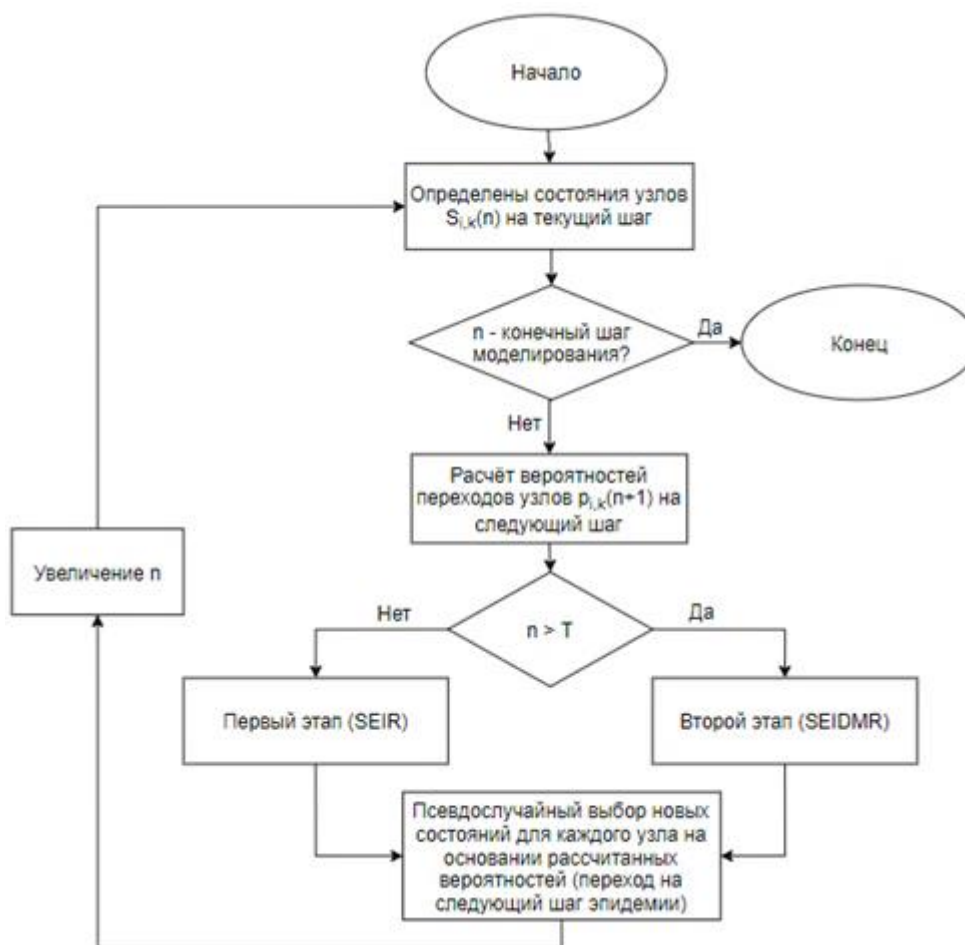 Начало
Определены состояния узлов
S_{i,k}(n) на текущий шаг
n - конечный шаг
моделирования?
Да
Конец
Нет
Расчёт вероятностей
переходов узлов p_{i,k}(n+1) на
следующий шаг
Увеличение n
Нет
n > T
Да
Первый этап (SEIR)
Второй этап (SEIDMR)
Псевдослучайный выбор новых
состояний для каждого узла на
основании рассчитанных
вероятностей (переход на
следующий шаг эпидемии)